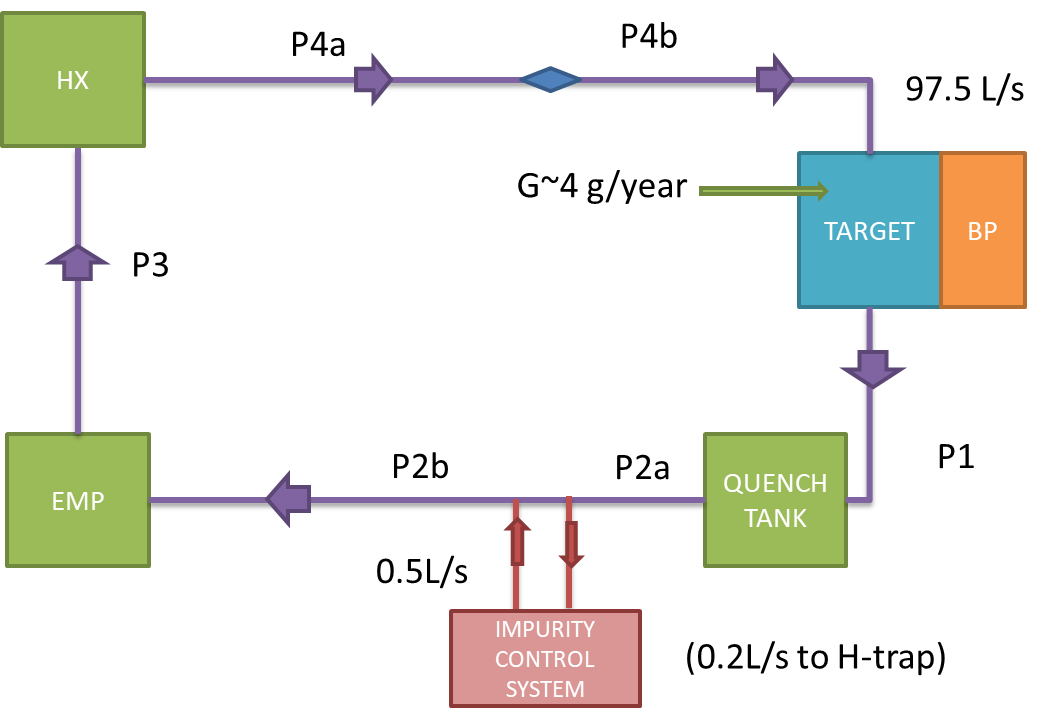 HX
P4a
P4b
97.5 L/s
G~4 g/year
TARGET
BP
P3
P1
P2b
P2a
EMP
QUENCH
TANK
0.5L/s
IMPURITY
CONTROL
SYSTEM
(0.2L/s to H-trap)